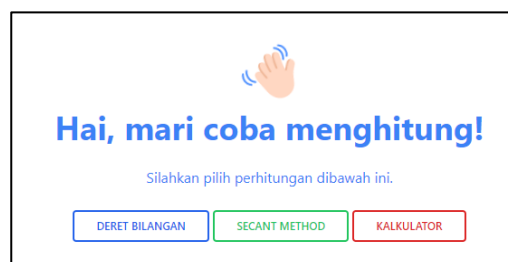 Hai, mari coba menghitung!
Silahkan pilih perhitungan dibawah ini.
DERET BILANGAN SECANT METHOD KALKULATOR